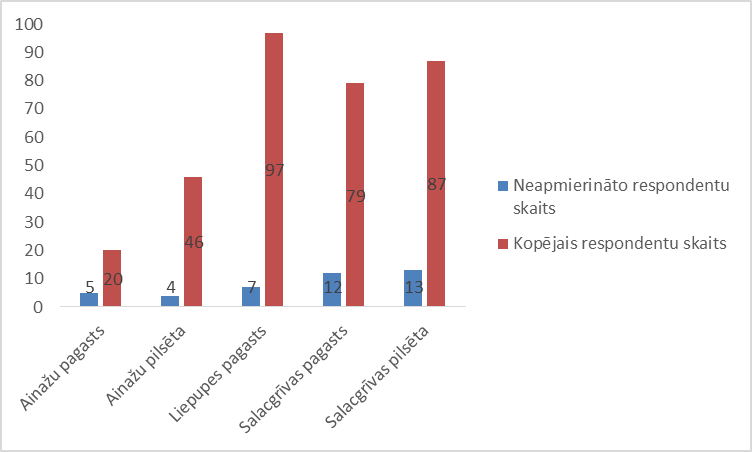 100
90
80
70
60
50
40
30
20
10
0
5
20
4
46
7
97
12
79
13
87
Ainažu pagasts
Ainažu pilsēta
Liepupes pagasts
Salacgrīvas pagasts
Salacgrīvas pilsēta
Neapmierināto respondentu
skaits
Kopējais respondentu skaits